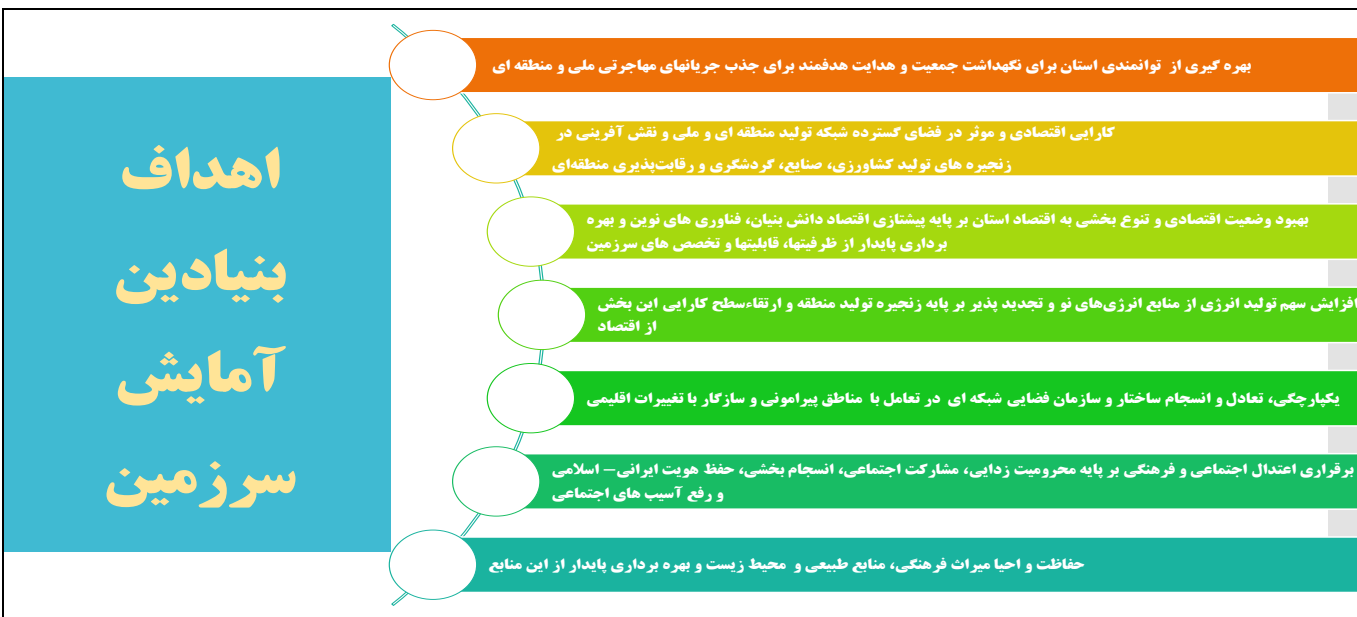 اهداف
بنیادین
آمایش
سرزمین
بهره گیری از توانمندی استان برای نگهداشت جمعیت و هدایت هدفمند برای جذب جریانهای مهاجرتی ملی و منطقه ای
کارایی اقتصادی و موثر در فضای گسترده شبکه تولید منطقه ای و ملی و نقش آفرینی در
زنجیره های تولید کشاورزی، صنایع، گردشگری و رقابت‌پذیری منطقه‌ای
بهبود وضعیت اقتصادی و تنوع بخشی به اقتصاد استان بر پایه پیشتازی اقتصاد دانش بنیان، فناوری های نوین و بهره
برداری پایدار از ظرفیتها، قابلیتها و تخصص های سرزمین
افزایش سهم تولید انرژی از منابع انرژی‌های نو و تجدید پذیر بر پایه زنجیره تولید منطقه و ارتقاءسطح کارایی این بخش
از اقتصاد
یکپارچگی، تعادل و انسجام ساختار و سازمان فضایی شبکه ای در تعامل با مناطق پیرامونی و سازگار با تغییرات اقلیمی
برقراری اعتدال اجتماعی و فرهنگی بر پایه محرومیت زدایی، مشارکت اجتماعی، انسجام بخشی، حفظ هویت ایرانی– اسلامی
و رفع آسیب های اجتماعی
حفاظت و احیا میراث فرهنگی، منابع طبیعی و محیط زیست و بهره برداری پایدار از این منابع